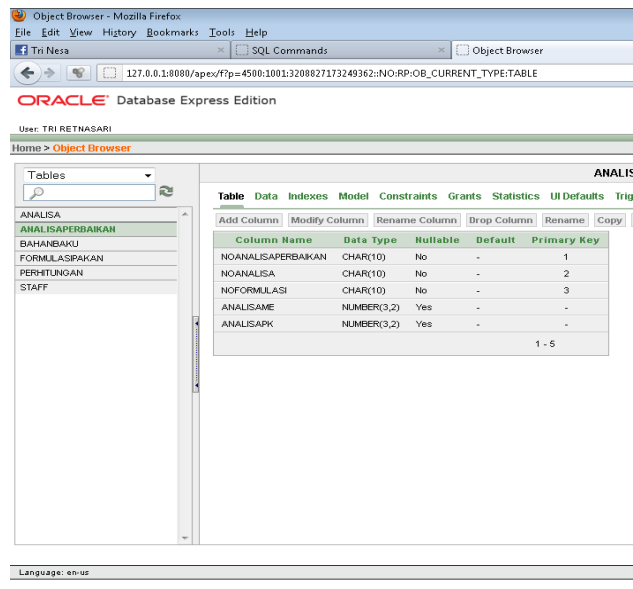 Object Browser - Mozilla Firefox
File Edit View History Bookmarks Tools Help
Tri Nesa × SQL Commands × Object Browser
127.0.0.1:8080/apex/f?p=4500:1001:3208827173249362::NO:RP:OB_CURRENT_TYPE:TABLE
ORACLE Database Express Edition
User: TRI RETNASARI
Home > Object Browser
Tables
ANALISA
ANALISAPERBAIKAN
BAHANBAKU
FORMULASIPAKAN
PERHITUNGAN
STAFF
ANALIS
Table Data Indexes Model Constraints Grants Statistics UI Defaults Trig
Add Column Modify Column Rename Column Drop Column Rename Copy
Column Name Data Type Nullable Default Primary Key
NOANALISAPERBAIKAN CHAR(10) No - 1
NOANALISA CHAR(10) No - 2
NOFORMULASI CHAR(10) No - 3
ANALISAME NUMBER(3,2) Yes - -
ANALISAPK NUMBER(3,2) Yes - -
1 - 5
Language: en-us